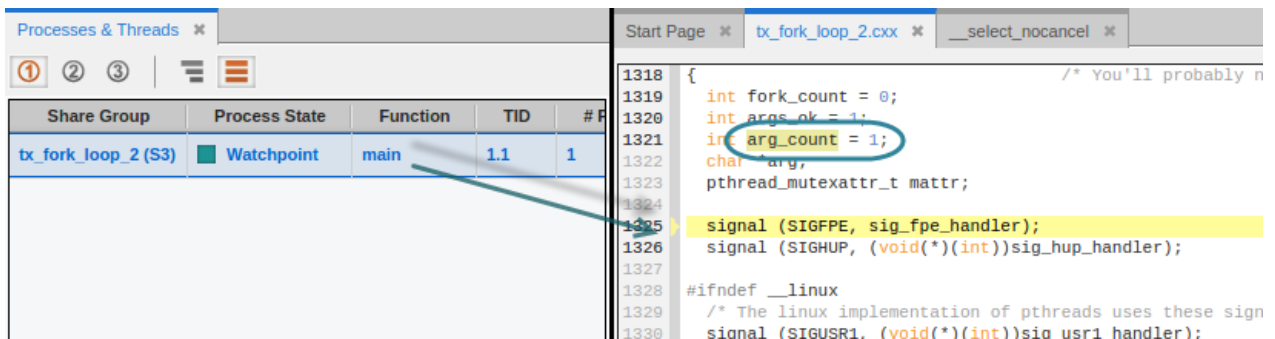 Processes & Threads
① ② ③
Share Group Process State Function TID # P
tx_fork_loop_2 (S3) Watchpoint main 1.1 1
Start Page tx_fork_loop_2.cxx __select_nocancel
1318 { /* You'll probably n
1319 int fork_count = 0;
1320 int args_ok = 1;
1321 int arg_count = 1;
1322 char *arg;
1323 pthread_mutexattr_t mattr;
1324
1325 signal (SIGFPE, sig_fpe_handler);
1326 signal (SIGHUP, (void(*)(int))sig_hup_handler);
1327
1328 #ifndef __linux
1329 /* The linux implementation of pthreads uses these sign
1330 signal (SIGUSR1, (void(*)(int))sig_usr1_handler);